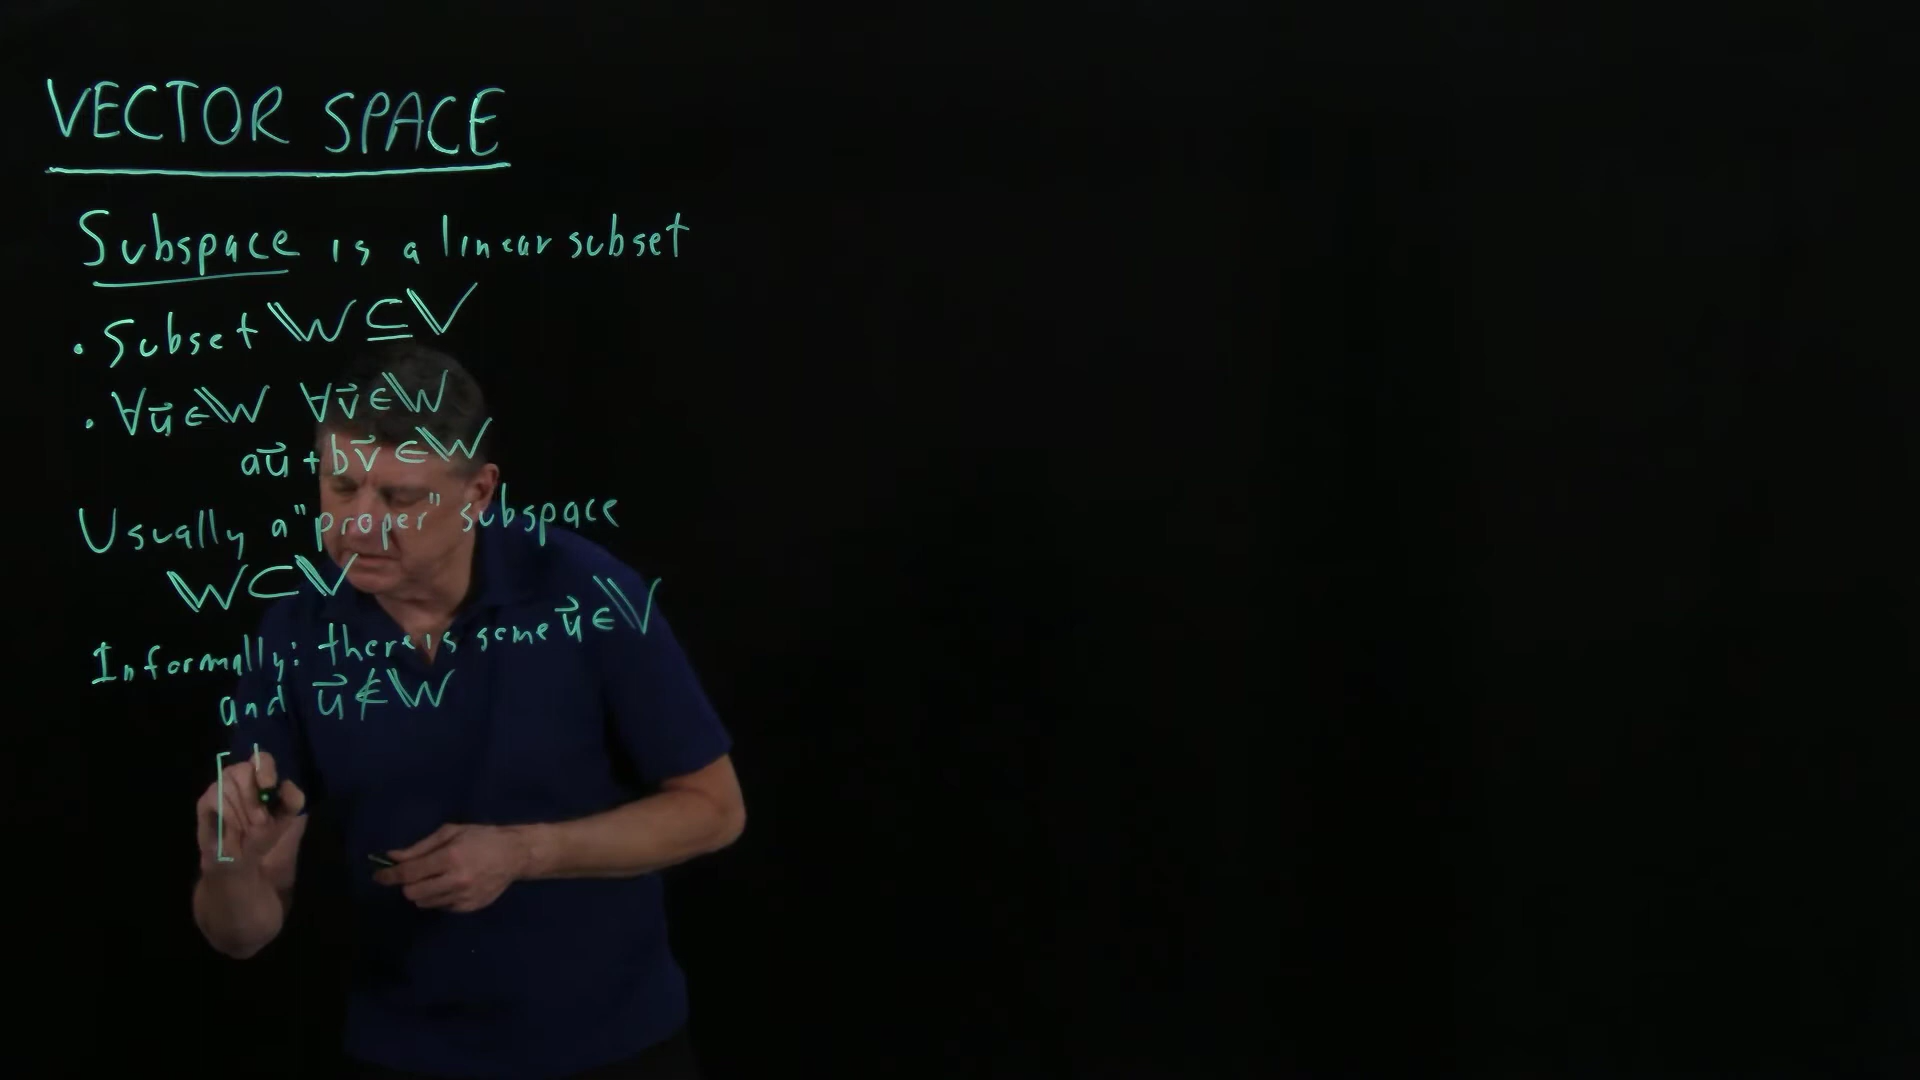 VECTOR SPACE
Subspace is a linear subset
• Subset 𝕎 ⊆ 𝕍
• ∀u⃗ ∈ 𝕎 ∀v⃗ ∈ 𝕎
au⃗ + bv⃗ ∈ 𝕎
Usually a "proper" subspace
𝕎 ⊂ 𝕍
Informally: there is some u⃗ ∈ 𝕍
and u⃗ ∉ 𝕎
[